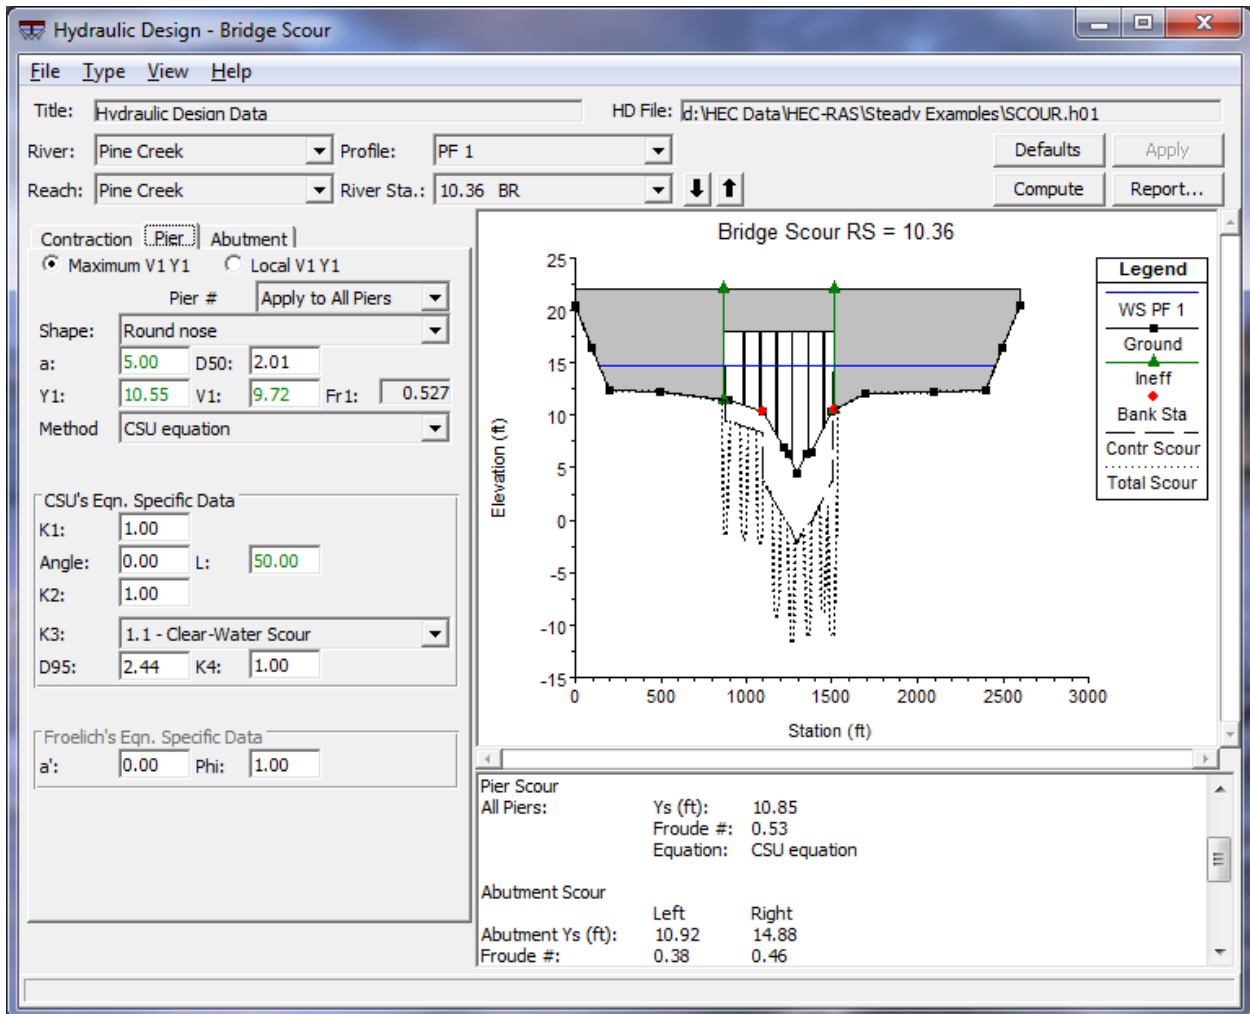 Hydraulic Design - Bridge Scour
File Type View Help
Title: Hydraulic Design Data HD File: d:\HEC Data\HEC-RAS\Steady Examples\SCOUR.h01
River: Pine Creek Profile: PF 1 Defaults Apply
Reach: Pine Creek River Sta.: 10.36 BR Compute Report...
Contraction Pier Abutment
Maximum V1 Y1 Local V1 Y1
Pier # Apply to All Piers
Shape: Round nose
a: 5.00 D50: 2.01
Y1: 10.55 V1: 9.72 Fr1: 0.527
Method CSU equation
CSU's Eqn. Specific Data
K1: 1.00
Angle: 0.00 L: 50.00
K2: 1.00
K3: 1.1 - Clear-Water Scour
D95: 2.44 K4: 1.00
Froelich's Eqn. Specific Data
a': 0.00 Phi: 1.00
Bridge Scour RS = 10.36
Elevation (ft)
25
20
15
10
5
0
-5
-10
-15
0 500 1000 1500 2000 2500 3000
Station (ft)
Legend
WS PF 1
Ground
Ineff
Bank Sta
Contr Scour
Total Scour
Pier Scour
All Piers: Ys (ft): 10.85
Froude #: 0.53
Equation: CSU equation
Abutment Scour
Left Right
Abutment Ys (ft): 10.92 14.88
Froude #: 0.38 0.46